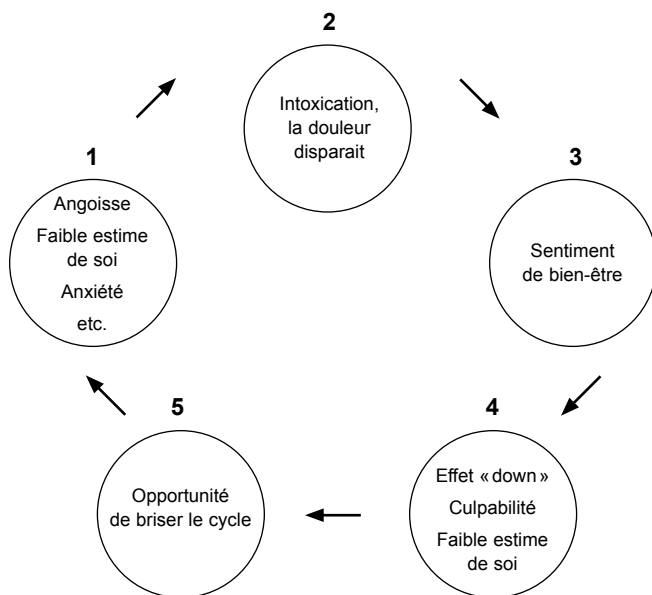 1
Angoisse
Faible estime
de soi
Anxiété
etc.
2
Intoxication,
la douleur
disparait
3
Sentiment
de bien-être
4
Effet « down »
Culpabilité
Faible estime
de soi
5
Opportunité
de briser le cycle